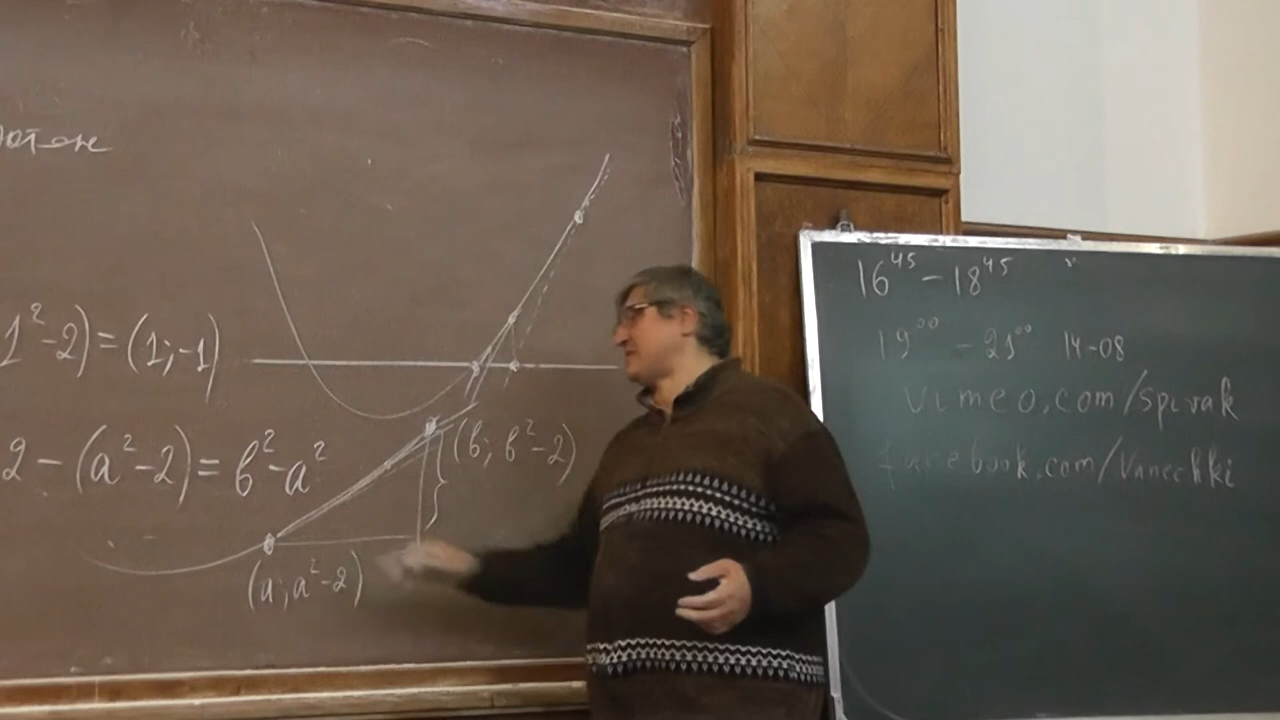 1²-2) = (1; -1)
2 - (a²-2) = b² - a²
(b; b²-2)
(a; a²-2)
16⁴⁵ - 18⁴⁵
19⁰⁰ - 21⁰⁰ 14-08
vimeo.com/spivak
facebook.com/Vanechki